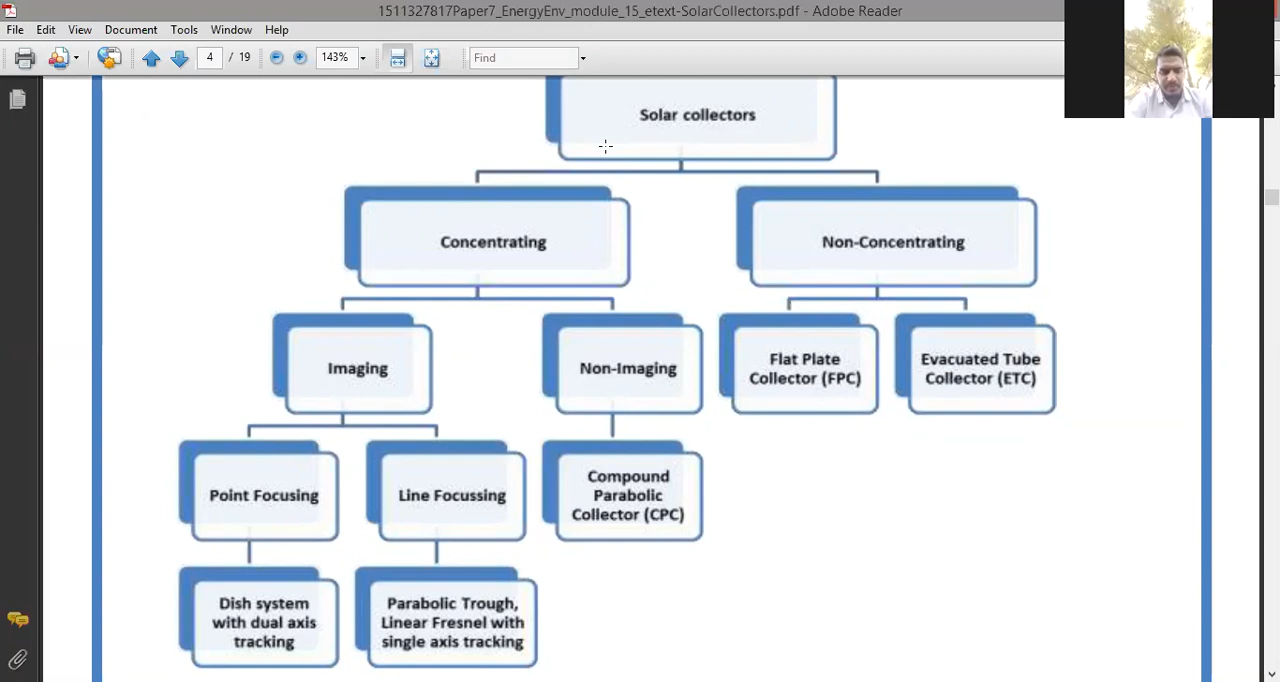 1511327817Paper7_EnergyEnv_module_15_etext-SolarCollectors.pdf - Adobe Reader
File Edit View Document Tools Window Help
4 / 19 143% Find
Solar collectors
Concentrating
Non-Concentrating
Imaging
Non-Imaging
Flat Plate
Collector (FPC)
Evacuated Tube
Collector (ETC)
Point Focusing
Line Focussing
Compound
Parabolic
Collector (CPC)
Dish system
with dual axis
tracking
Parabolic Trough,
Linear Fresnel with
single axis tracking